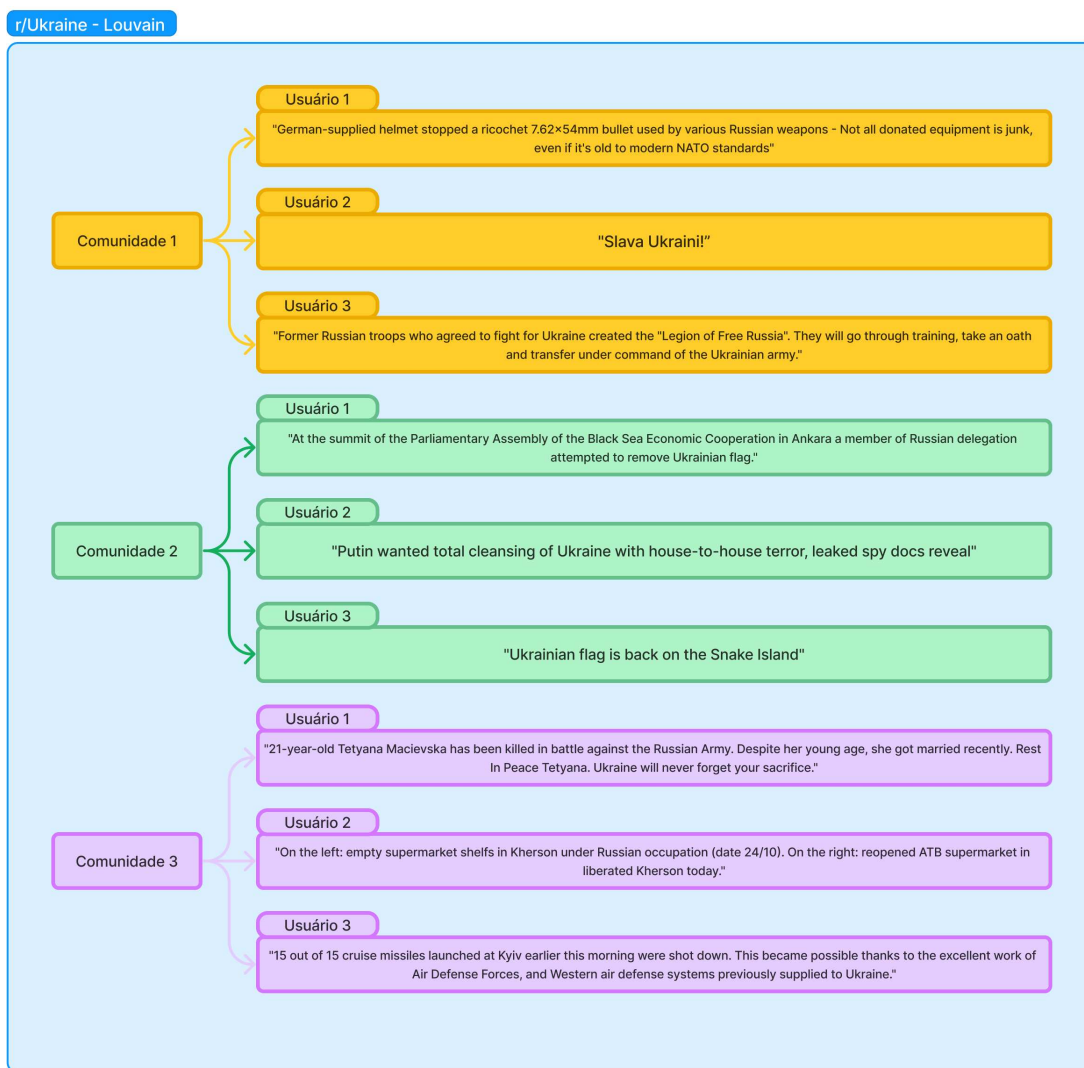 r/Ukraine - Louvain
Usuário 1
"German-supplied helmet stopped a ricochet 7.62×54mm bullet used by various Russian weapons - Not all donated equipment is junk,
even if it's old to modern NATO standards"
Usuário 2
Comunidade 1
"Slava Ukraini!”
Usuário 3
"Former Russian troops who agreed to fight for Ukraine created the "Legion of Free Russia". They will go through training, take an oath
and transfer under command of the Ukrainian army."
Usuário 1
"At the summit of the Parliamentary Assembly of the Black Sea Economic Cooperation in Ankara a member of Russian delegation
attempted to remove Ukrainian flag."
Usuário 2
Comunidade 2
"Putin wanted total cleansing of Ukraine with house-to-house terror, leaked spy docs reveal"
Usuário 3
"Ukrainian flag is back on the Snake Island"
Usuário 1
"21-year-old Tetyana Macievska has been killed in battle against the Russian Army. Despite her young age, she got married recently. Rest
In Peace Tetyana. Ukraine will never forget your sacrifice."
Usuário 2
Comunidade 3
"On the left: empty supermarket shelfs in Kherson under Russian occupation (date 24/10). On the right: reopened ATB supermarket in
liberated Kherson today."
Usuário 3
"15 out of 15 cruise missiles launched at Kyiv earlier this morning were shot down. This became possible thanks to the excellent work of
Air Defense Forces, and Western air defense systems previously supplied to Ukraine."